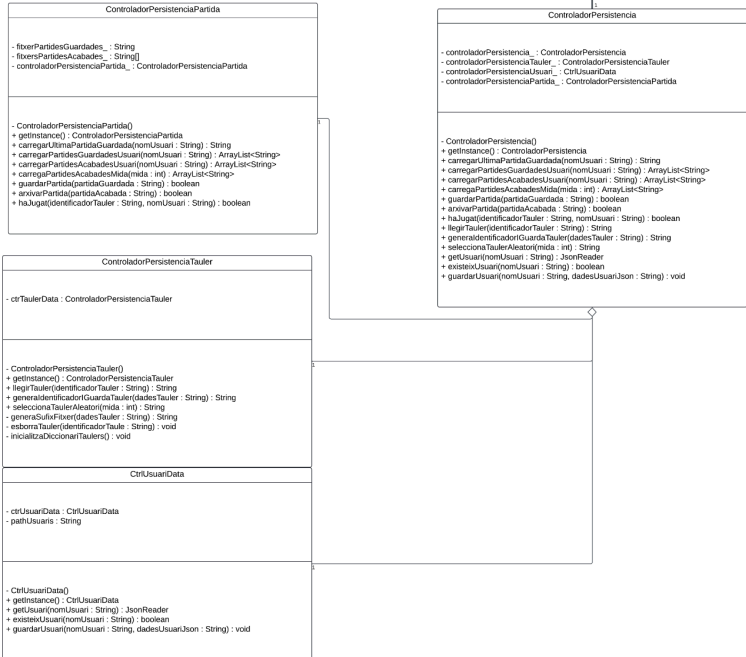 ControladorPersistenciaPartida
- fitxerPartidesGuardades_ : String
- fitxersPartidesAcabades_ : String[]
- controladorPersistenciaPartida_ : ControladorPersistenciaPartida
- ControladorPersistenciaPartida()
+ getInstance() : ControladorPersistenciaPartida
+ carregarUltimaPartidaGuardada(nomUsuari : String) : String
+ carregarPartidesGuardadesUsuari(nomUsuari : String) : ArrayList<String>
+ carregarPartidesAcabadesUsuari(nomUsuari : String) : ArrayList<String>
+ carregaPartidesAcabadesMida(mida : int) : ArrayList<String>
+ guardarPartida(partidaGuardada : String) : boolean
+ arxivarPartida(partidaAcabada : String) : boolean
+ haJugat(identificadorTauler : String, nomUsuari : String) : boolean
1
1
ControladorPersistencia
- controladorPersistencia_ : ControladorPersistencia
- controladorPersistenciaTauler_ : ControladorPersistenciaTauler
- controladorPersistenciaUsuari_ : CtrlUsuariData
- controladorPersistenciaPartida_ : ControladorPersistenciaPartida
- ControladorPersistencia()
+ getInstance() : ControladorPersistencia
+ carregarUltimaPartidaGuardada(nomUsuari : String) : String
+ carregarPartidesGuardadesUsuari(nomUsuari : String) : ArrayList<String>
+ carregarPartidesAcabadesUsuari(nomUsuari : String) : ArrayList<String>
+ carregaPartidesAcabadesMida(mida : int) : ArrayList<String>
+ guardarPartida(partidaGuardada : String) : boolean
+ arxivarPartida(partidaAcabada : String) : boolean
+ haJugat(identificadorTauler : String, nomUsuari : String) : boolean
+ llegirTauler(identificadorTauler : String) : String
+ generaIdentificadorIGuardaTauler(dadesTauler : String) : String
+ seleccionaTaulerAleatori(mida : int) : String
+ getUsuari(nomUsuari : String) : JsonReader
+ existeixUsuari(nomUsuari : String) : boolean
+ guardarUsuari(nomUsuari : String, dadesUsuariJson : String) : void
ControladorPersistenciaTauler
- ctrTaulerData : ControladorPersistenciaTauler
- ControladorPersistenciaTauler()
+ getInstance() : ControladorPersistenciaTauler
+ llegirTauler(identificadorTauler : String) : String
+ generaIdentificadorIGuardaTauler(dadesTauler : String) : String
+ seleccionaTaulerAleatori(mida : int) : String
- generaSufixFitxer(dadesTauler : String) : String
- esborraTauler(identificadorTaule : String) : void
- inicialitzaDiccionariTaulers() : void
1
CtrlUsuariData
- ctrUsuariData : CtrlUsuariData
- pathUsuaris : String
- CtrlUsuariData()
+ getInstance() : CtrlUsuariData
+ getUsuari(nomUsuari : String) : JsonReader
+ existeixUsuari(nomUsuari : String) : boolean
+ guardarUsuari(nomUsuari : String, dadesUsuariJson : String) : void
1